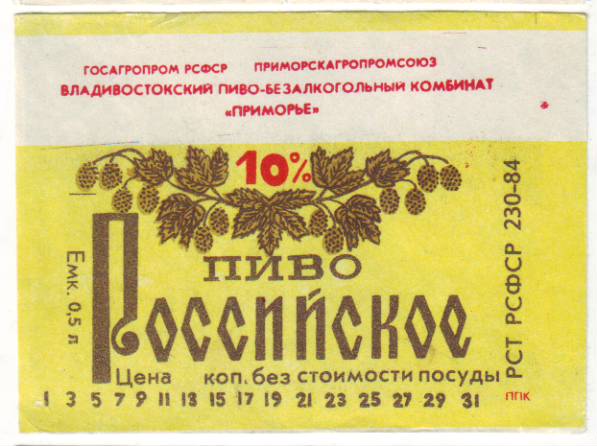 ГОСАГРОПРОМ РСФСР ПРИМОРСКАГРОПРОМСОЮЗ
ВЛАДИВОСТОКСКИЙ ПИВО-БЕЗАЛКОГОЛЬНЫЙ КОМБИНАТ
«ПРИМОРЬЕ»
10%
ПИВО
РОССИЙСКОЕ
Емк. 0,5 л
Цена коп. без стоимости посуды
1 3 5 7 9 11 13 15 17 19 21 23 25 27 29 31
ППК
РСТ РСФСР 230-84